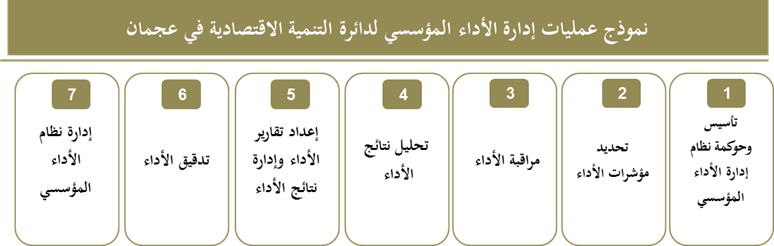 نموذج عمليات إدارة الأداء المؤسسي لدائرة التنمية الاقتصادية في عجمان
1
تأسيس
وحوكمة نظام
إدارة الأداء
المؤسسي
2
تحديد
مؤشرات الأداء
3
مراقبة الأداء
4
تحليل نتائج
الأداء
5
إعداد تقارير
الأداء وإدارة
نتائج الأداء
6
تدقيق الأداء
7
إدارة نظام
الأداء
المؤسسي